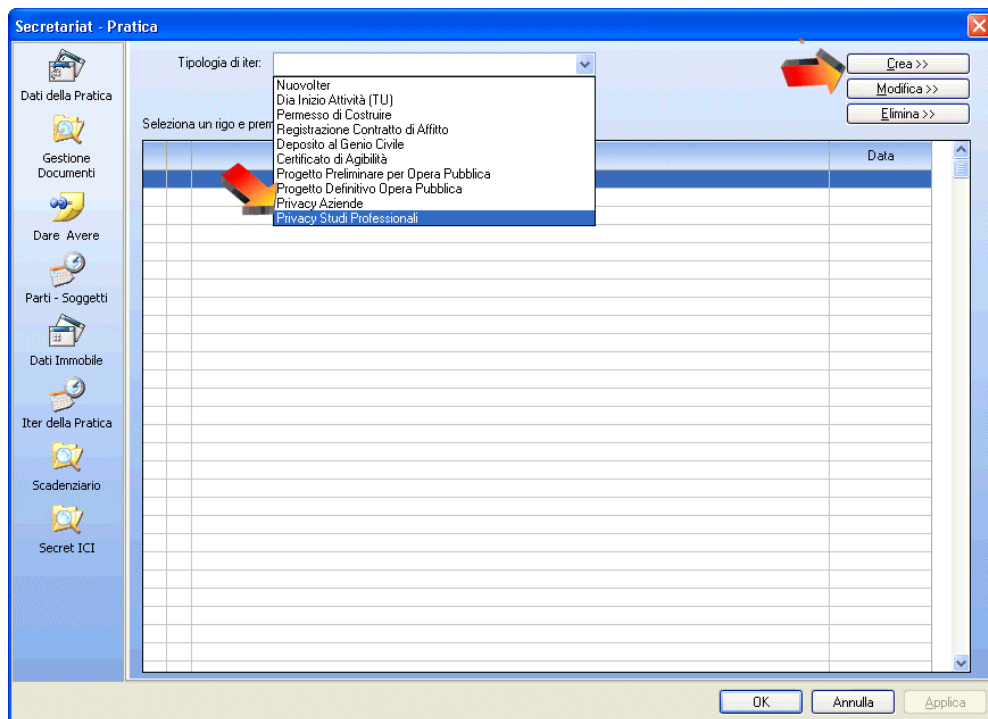 Secretariat - Pratica
Dati della Pratica
Gestione
Documenti
Dare Avere
Parti - Soggetti
Dati Immobile
Iter della Pratica
Scadenziario
Secret ICI
Tipologia di iter:
Nuovolter
Dia Inizio Attività (TU)
Permesso di Costruire
Registrazione Contratto di Affitto
Deposito al Genio Civile
Certificato di Agibilità
Progetto Preliminare per Opera Pubblica
Progetto Definitivo Opera Pubblica
Privacy Aziende
Privacy Studi Professionali
Crea >>
Modifica >>
Elimina >>
Seleziona un rigo e prem
Data
OK
Annulla
Applica